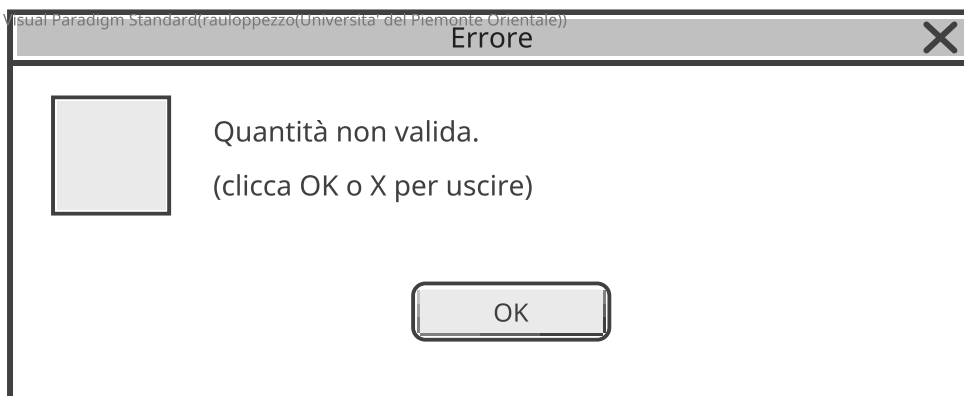 Visual Paradigm Standard(rauloppezzo(Universita' del Piemonte Orientale))
Errore
Quantità non valida.
(clicca OK o X per uscire)
OK